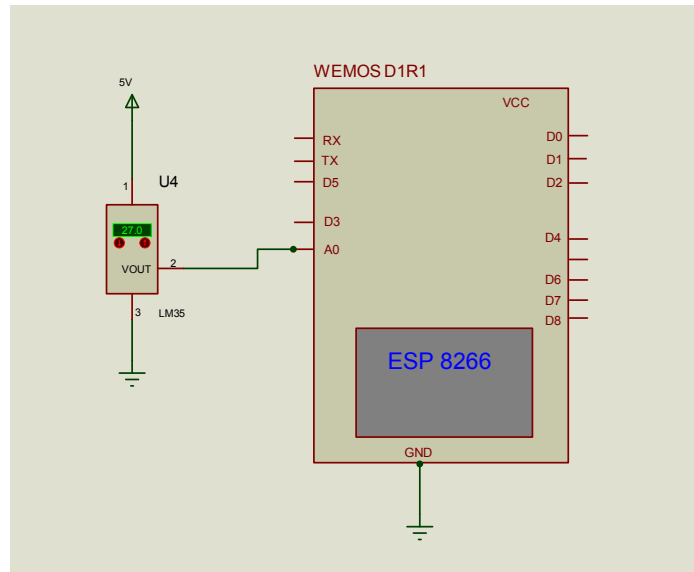 WEMOS D1R1
5V
VCC
1
U4
27.0
VOUT
2
3
LM35
RX
TX
D5
D3
A0
D0
D1
D2
D4
D6
D7
D8
ESP 8266
GND